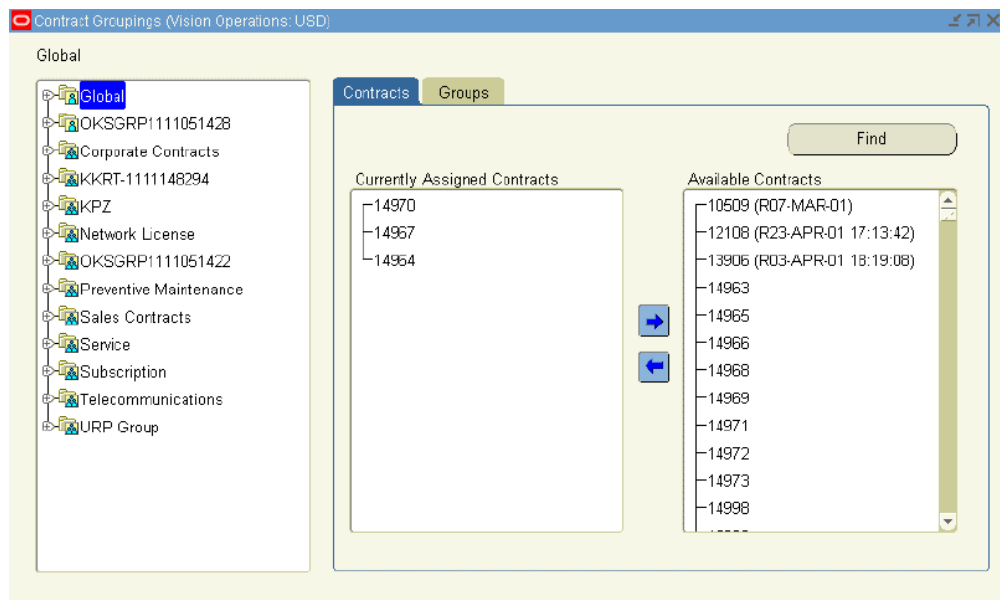 Contract Groupings (Vision Operations: USD)
Global
Global
OKSGRP1111051428
Corporate Contracts
KKRT-1111148294
KPZ
Network License
OKSGRP1111051422
Preventive Maintenance
Sales Contracts
Service
Subscription
Telecommunications
URP Group
Contracts Groups
Find
Currently Assigned Contracts
14970
14967
14964
Available Contracts
10509 (R07-MAR-01)
12108 (R23-APR-01 17:13:42)
13906 (R03-APR-01 18:19:08)
14963
14965
14966
14968
14969
14971
14972
14973
14998